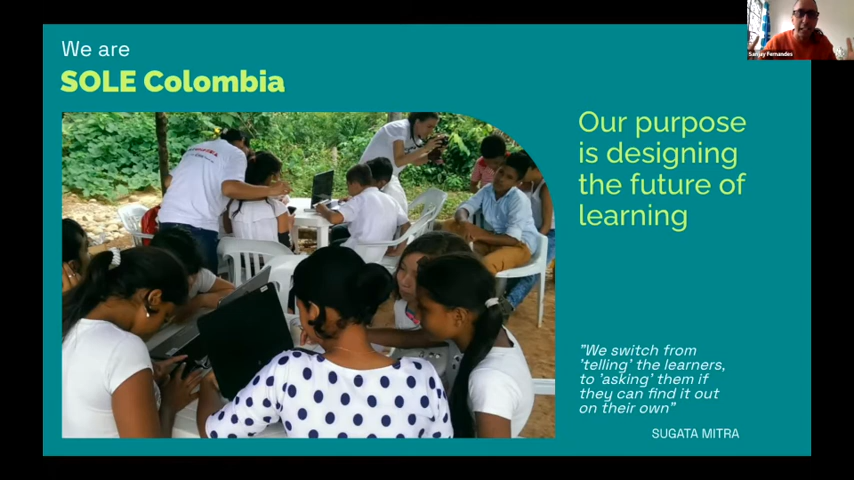 We are
SOLE Colombia
Our purpose
is designing
the future of
learning
"We switch from
'telling' the learners,
to 'asking' them if
they can find it out
on their own"
SUGATA MITRA
Sanjay Fernandes